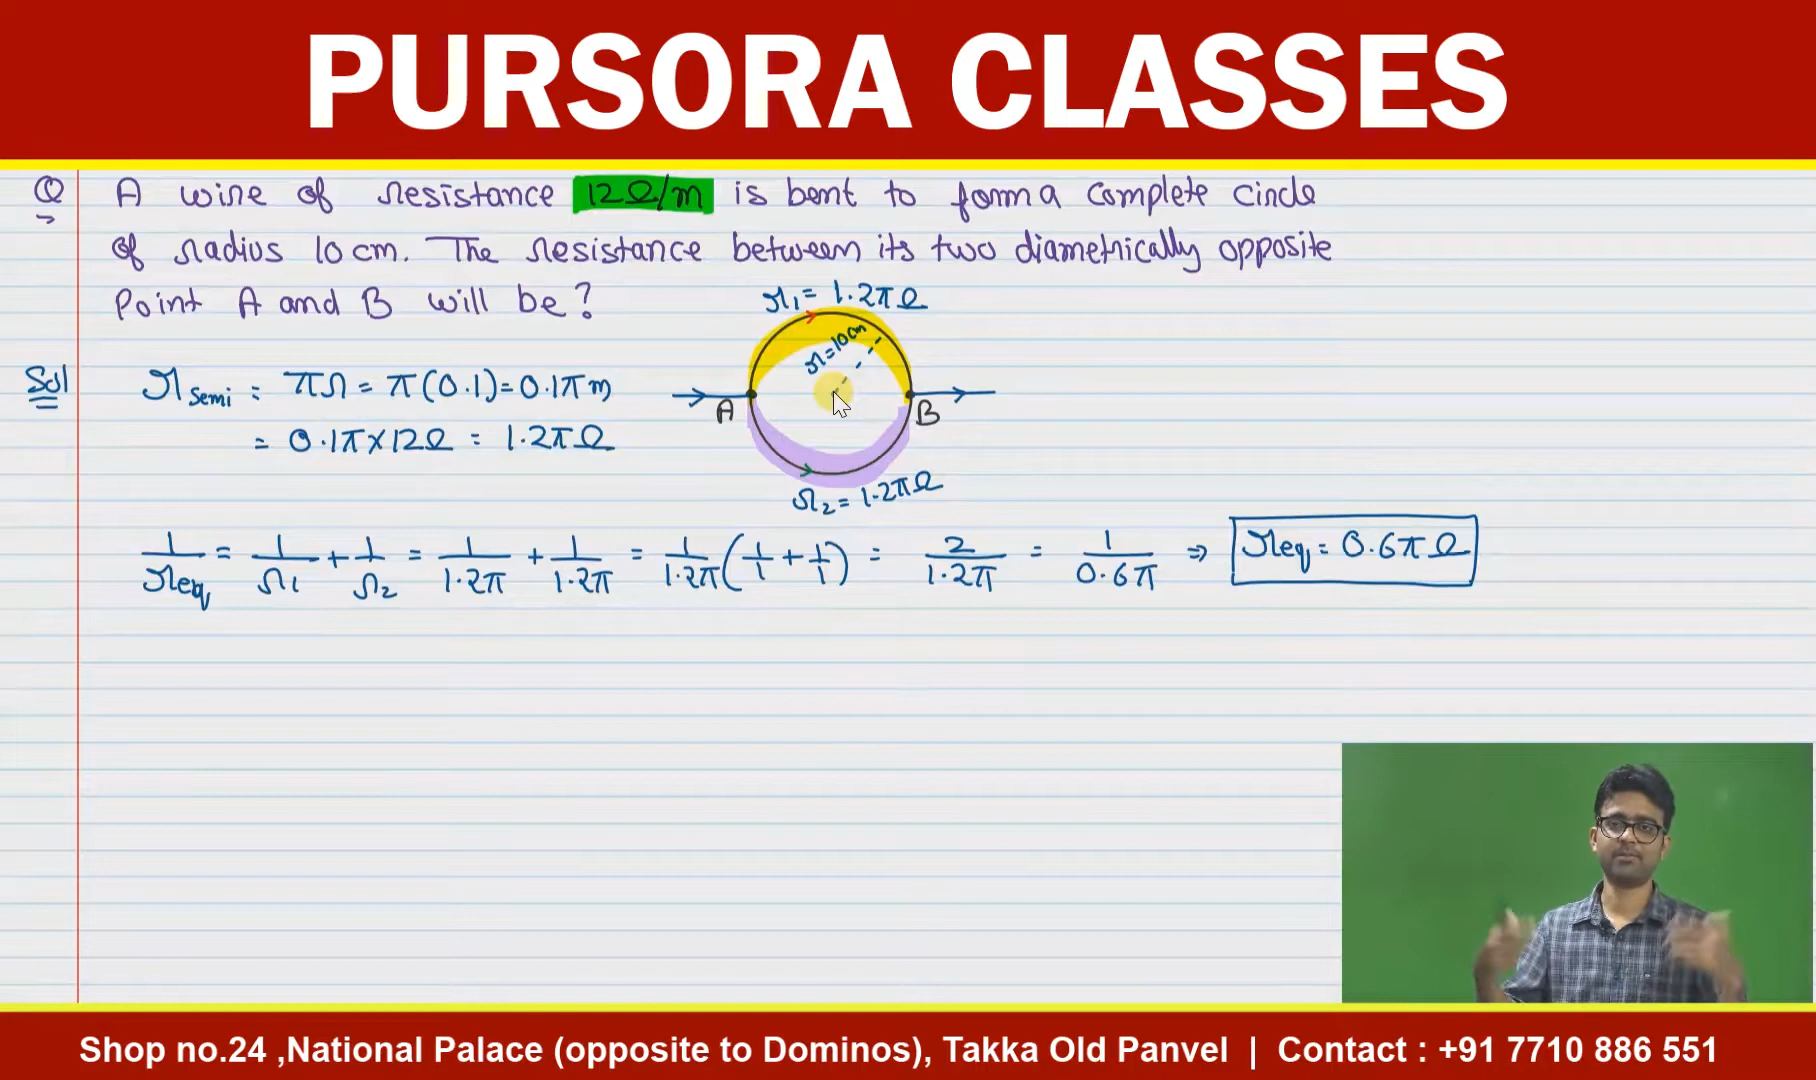 PURSORA CLASSES
Q A wire of resistance 12Ω/m is bent to form a complete circle
of radius 10 cm. The resistance between its two diametrically opposite
point A and B will be?
r1 = 1.2πΩ
r=10cm
A
B
r2 = 1.2πΩ
Sol rsemi = πr = π(0.1) = 0.1π m
= 0.1π×12Ω = 1.2πΩ
1/req = 1/r1 + 1/r2 = 1/1.2π + 1/1.2π = 1/1.2π (1/1 + 1/1) = 2/1.2π = 1/0.6π ⇒ req = 0.6πΩ
Shop no.24 ,National Palace (opposite to Dominos), Takka Old Panvel | Contact : +91 7710 886 551